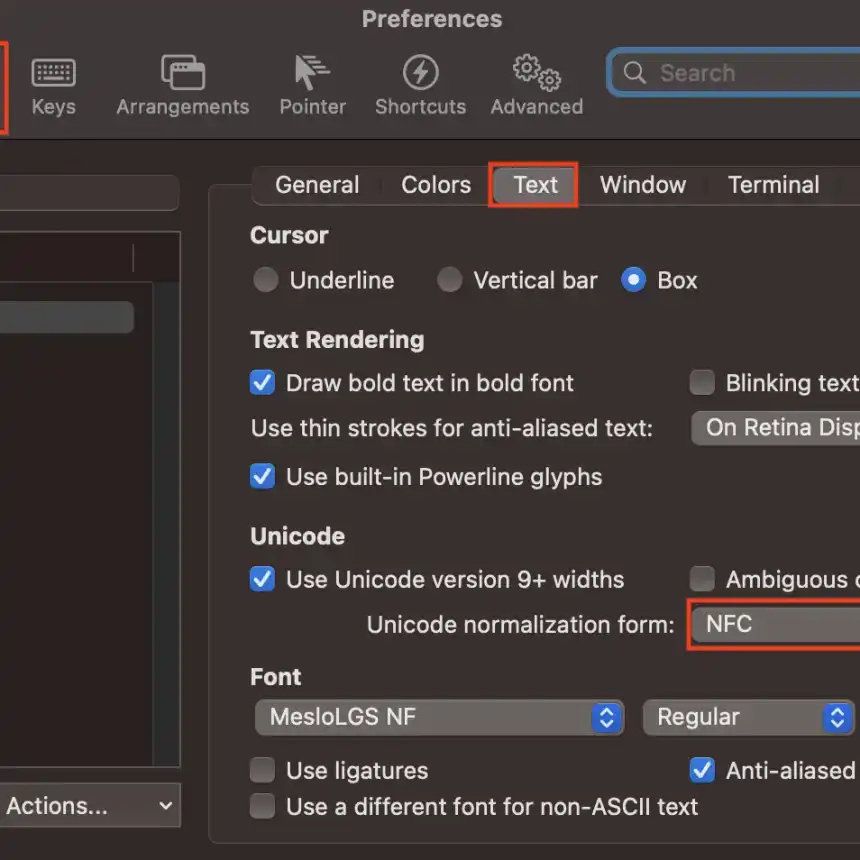 Preferences
Keys Arrangements Pointer Shortcuts Advanced Search
General Colors Text Window Terminal
Cursor
Underline Vertical bar Box
Text Rendering
Draw bold text in bold font Blinking text
Use thin strokes for anti-aliased text: On Retina Disp
Use built-in Powerline glyphs
Unicode
Use Unicode version 9+ widths Ambiguous
Unicode normalization form: NFC
Font
MesloLGS NF Regular
Use ligatures Anti-aliased
Actions... Use a different font for non-ASCII text